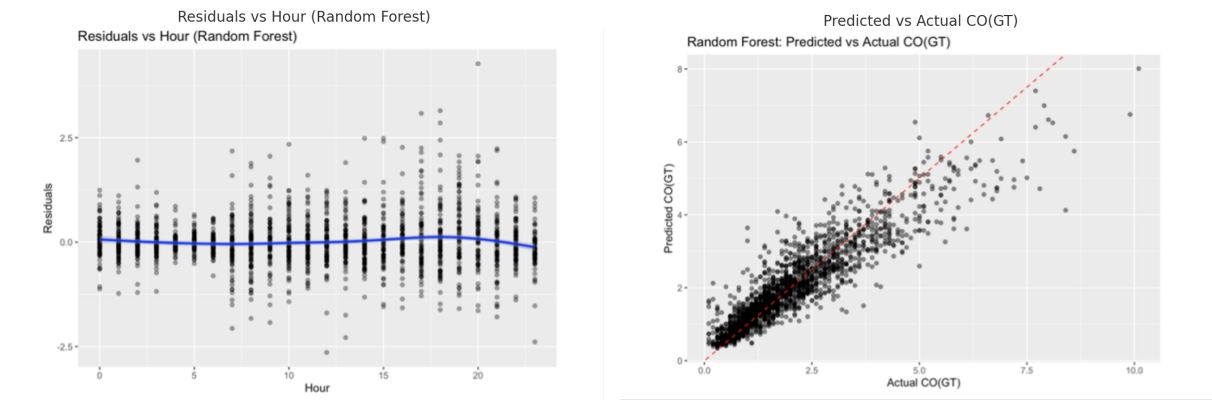 Residuals vs Hour (Random Forest)
Residuals vs Hour (Random Forest)
2.5
0.0
-2.5
Residuals
0 5 10 15 20
Hour
Predicted vs Actual CO(GT)
Random Forest: Predicted vs Actual CO(GT)
8
6
4
2
0
Predicted CO(GT)
0.0 2.5 5.0 7.5 10.0
Actual CO(GT)